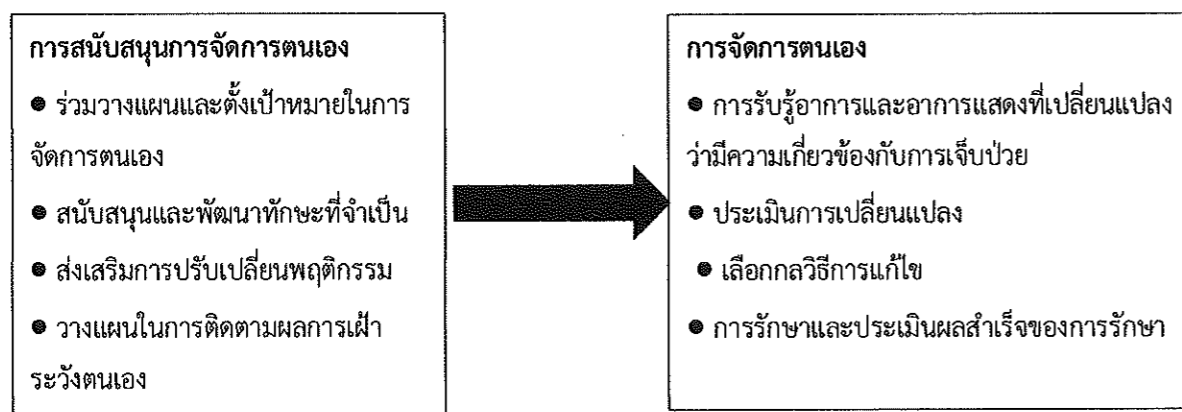 การสนับสนุนการจัดการตนเอง
● ร่วมวางแผนและตั้งเป้าหมายในการ
จัดการตนเอง
● สนับสนุนและพัฒนาทักษะที่จำเป็น
● ส่งเสริมการปรับเปลี่ยนพฤติกรรม
● วางแผนในการติดตามผลการเฝ้า
ระวังตนเอง
การจัดการตนเอง
● การรับรู้อาการและอาการแสดงที่เปลี่ยนแปลง
ว่ามีความเกี่ยวข้องกับการเจ็บป่วย
● ประเมินการเปลี่ยนแปลง
● เลือกกลวิธีการแก้ไข
● การรักษาและประเมินผลสำเร็จของการรักษา